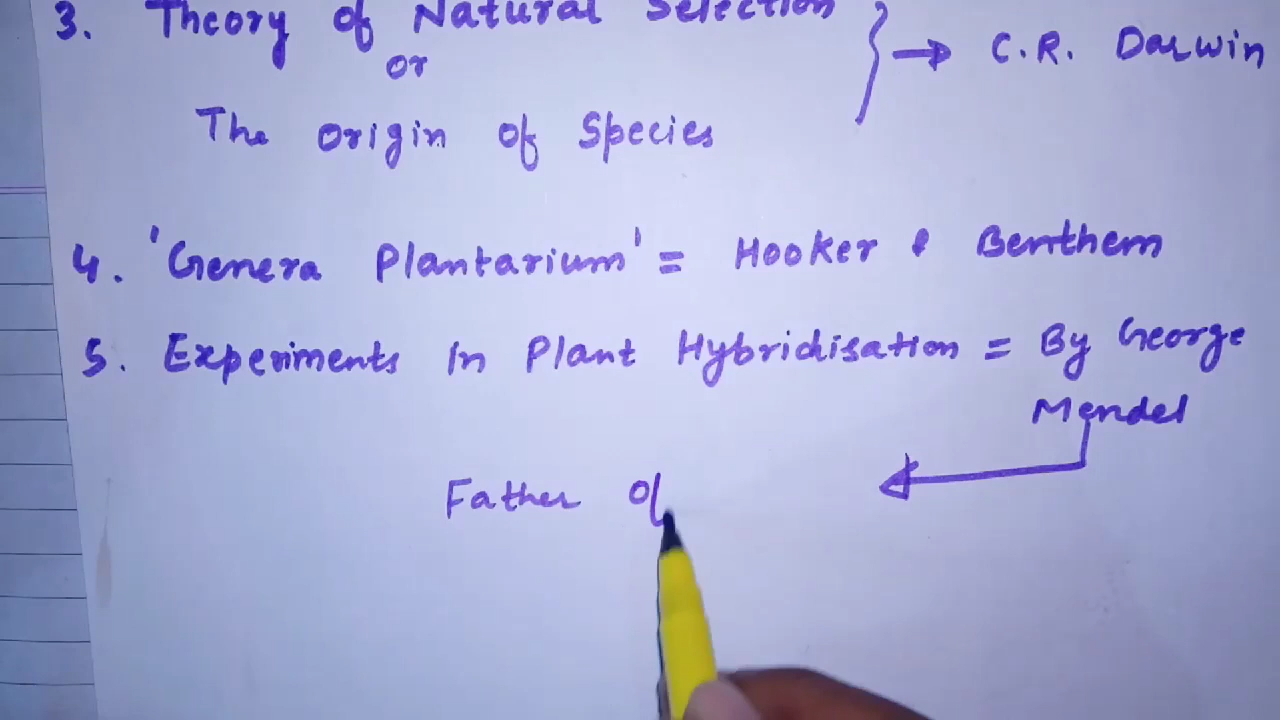 3. Theory of Natural Selection
or
The origin of Species
→ C.R. Darwin
4. 'Genera Plantarium' = Hooker & Benthem
5. Experiments In Plant Hybridisation = By George
Mendel
Father of